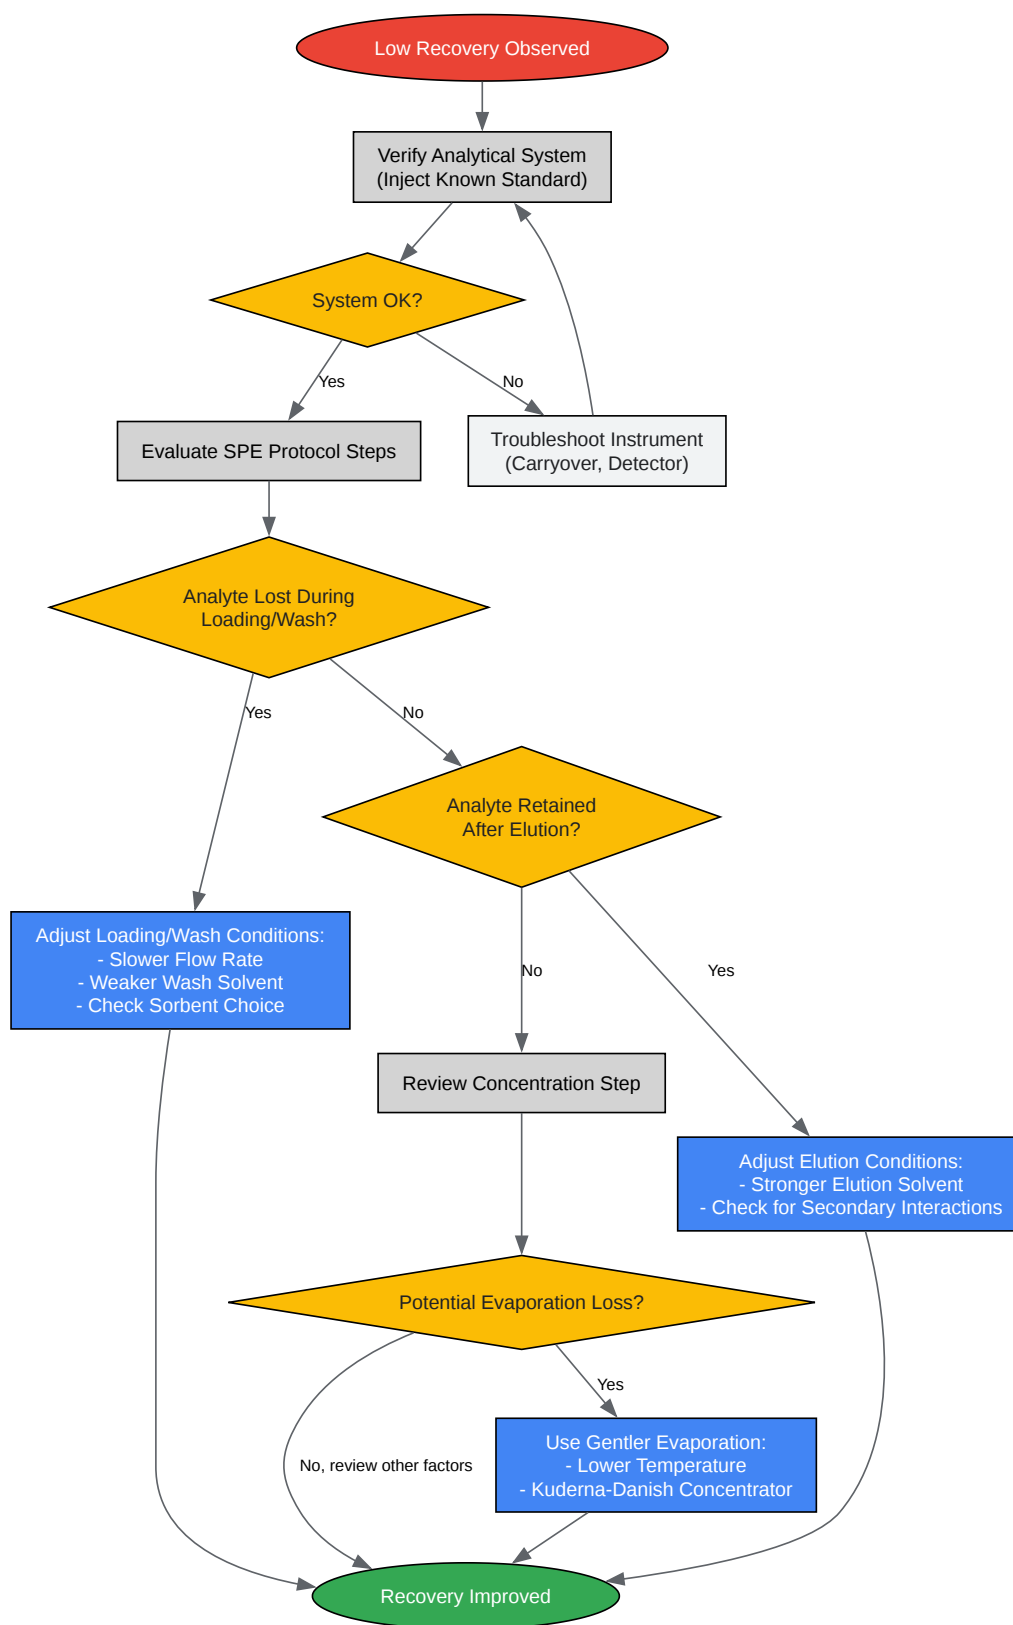 Low Recovery Observed
Verify Analytical System
(Inject Known Standard)
System OK?
Yes
No
Evaluate SPE Protocol Steps
Troubleshoot Instrument
(Carryover, Detector)
Analyte Lost During
Loading/Wash?
Yes
No
Analyte Retained
After Elution?
Adjust Loading/Wash Conditions:
- Slower Flow Rate
- Weaker Wash Solvent
- Check Sorbent Choice
No
Yes
Review Concentration Step
Adjust Elution Conditions:
- Stronger Elution Solvent
- Check for Secondary Interactions
Potential Evaporation Loss?
Yes
No, review other factors
Use Gentler Evaporation:
- Lower Temperature
- Kuderna-Danish Concentrator
Recovery Improved